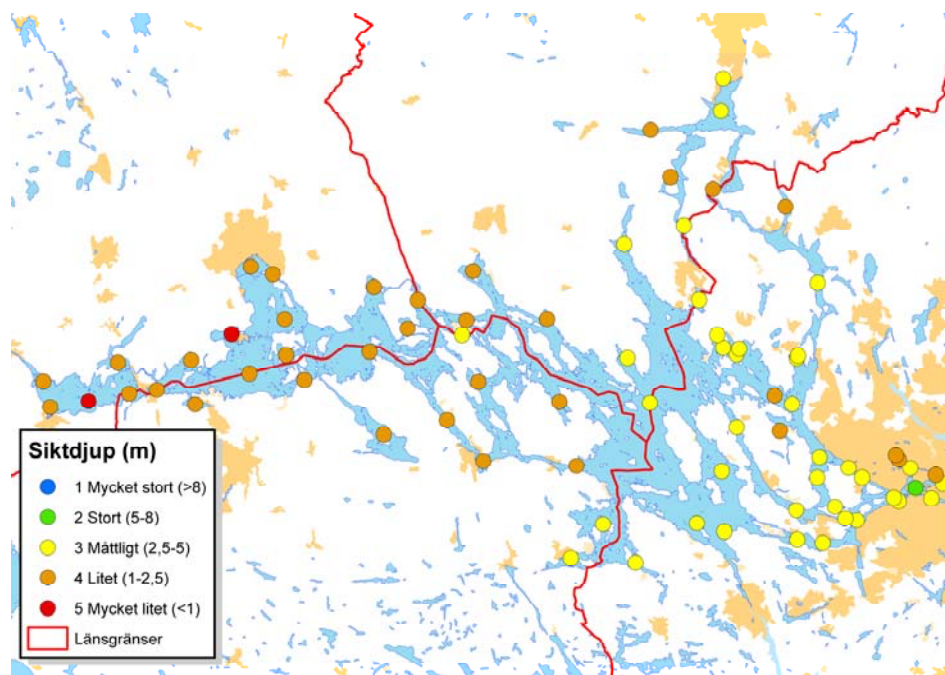 Siktdjup (m)
1 Mycket stort (>8)
2 Stort (5-8)
3 Måttligt (2,5-5)
4 Litet (1-2,5)
5 Mycket litet (<1)
Länsgränser